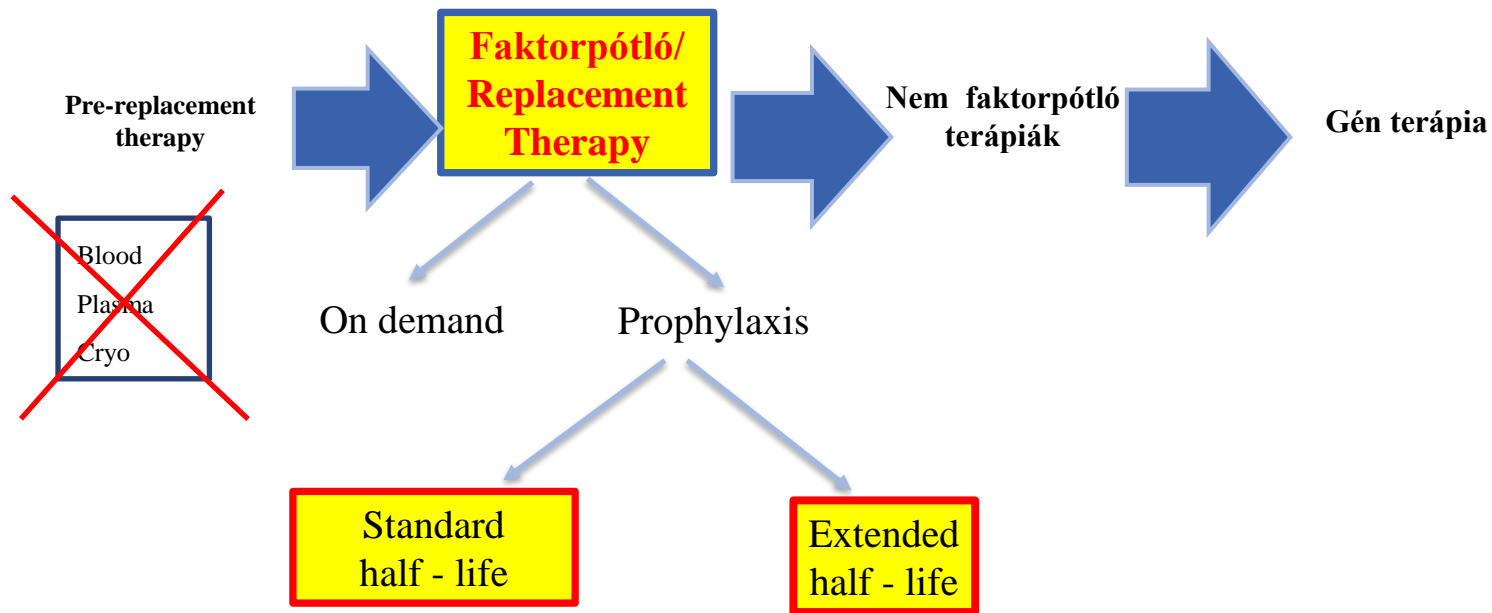 Pre-replacement
therapy
Faktorpótló/
Replacement
Therapy
Nem faktorpótló
terápiák
Gén terápia
Blood
Plasma
Cryo
On demand
Prophylaxis
Standard
half - life
Extended
half - life